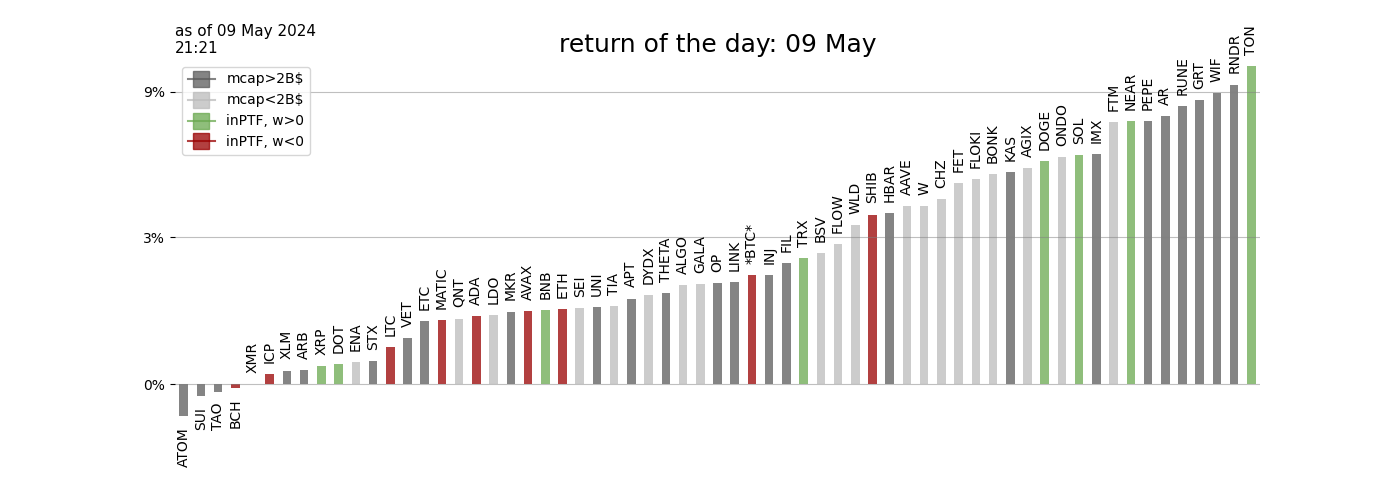 as of 09 May 2024
21:21
return of the day: 09 May
mcap>2B$
mcap<2B$
inPTF, w>0
inPTF, w<0
9%
3%
0%
ATOM
SUI
TAO
BCH
XMR
ICP
XLM
ARB
XRP
DOT
ENA
STX
LTC
VET
ETC
MATIC
QNT
ADA
LDO
MKR
AVAX
BNB
ETH
SEI
UNI
TIA
APT
DYDX
THETA
ALGO
GALA
OP
LINK
*BTC*
INJ
FIL
TRX
BSV
FLOW
WLD
SHIB
HBAR
AAVE
W
CHZ
FET
FLOKI
BONK
KAS
AGIX
DOGE
ONDO
SOL
IMX
FTM
NEAR
PEPE
AR
RUNE
GRT
WIF
RNDR
TON